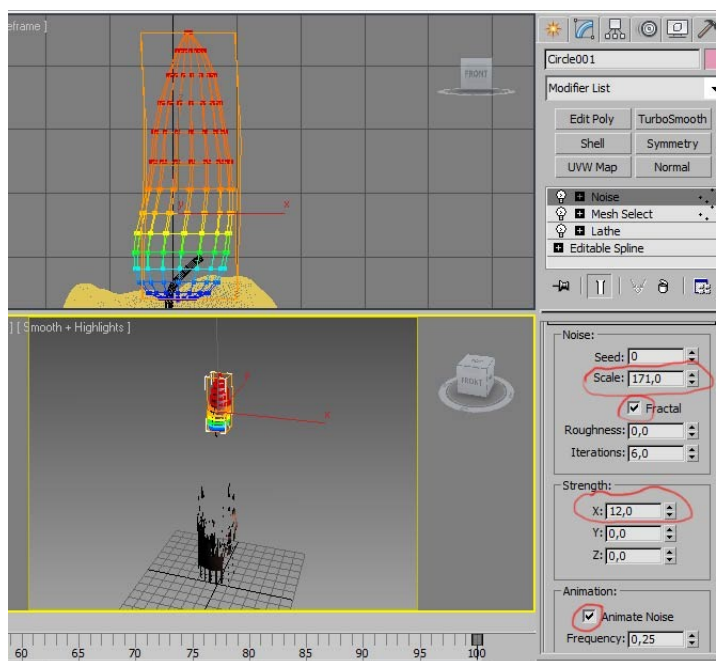 eframe ]
FRONT
x
y
] [ Smooth + Highlights ]
FRONT
x
60 65 70 75 80 85 90 95 100
Circle001
Modifier List
Edit Poly TurboSmooth
Shell Symmetry
UVW Map Normal
Noise
Mesh Select
Lathe
Editable Spline
Noise:
Seed: 0
Scale: 171,0
Fractal
Roughness: 0,0
Iterations: 6,0
Strength:
X: 12,0
Y: 0,0
Z: 0,0
Animation:
Animate Noise
Frequency: 0,25